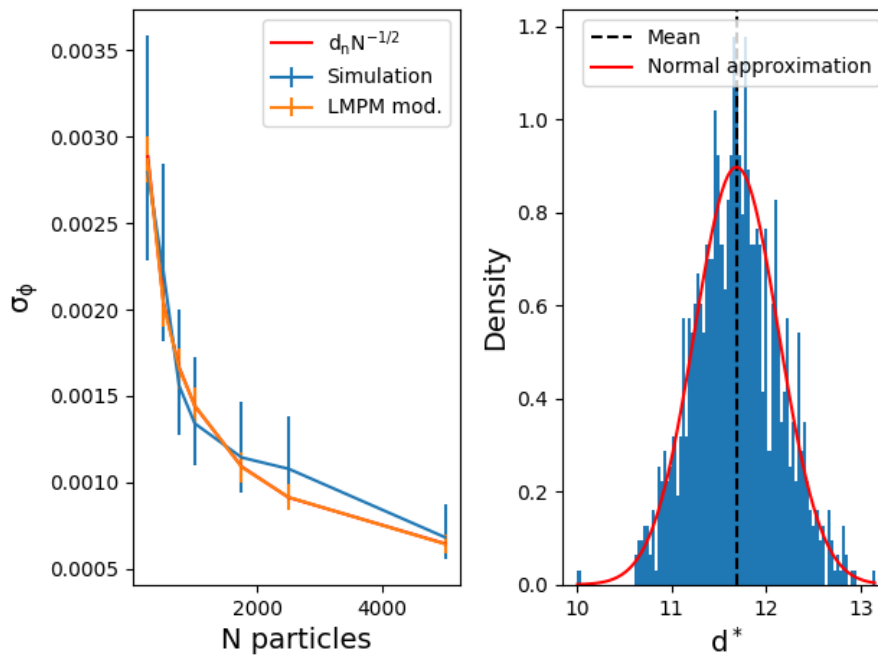 0.0035
0.0030
0.0025
0.0020
0.0015
0.0010
0.0005
σ_ϕ
d_n N^{-1/2}
Simulation
LMPM mod.
2000 4000
N particles
1.2
1.0
0.8
0.6
0.4
0.2
0.0
Density
Mean
Normal approximation
10 11 12 13
d^*